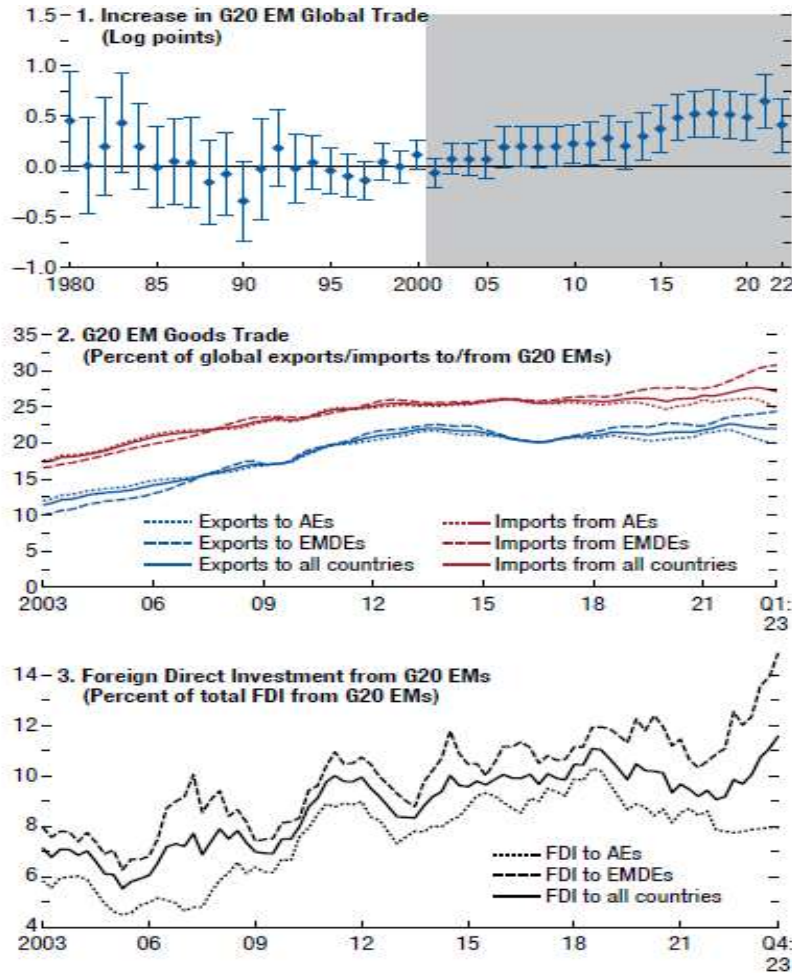 1. Increase in G20 EM Global Trade
(Log points)
1.5
1.0
0.5
0.0
–0.5
–1.0
1980 85 90 95 2000 05 10 15 20 22
2. G20 EM Goods Trade
(Percent of global exports/imports to/from G20 EMs)
35
30
25
20
15
10
5
0
Exports to AEs
Exports to EMDEs
Exports to all countries
Imports from AEs
Imports from EMDEs
Imports from all countries
2003 06 09 12 15 18 21 Q1:
23
3. Foreign Direct Investment from G20 EMs
(Percent of total FDI from G20 EMs)
14
12
10
8
6
4
FDI to AEs
FDI to EMDEs
FDI to all countries
2003 06 09 12 15 18 21 Q4:
23